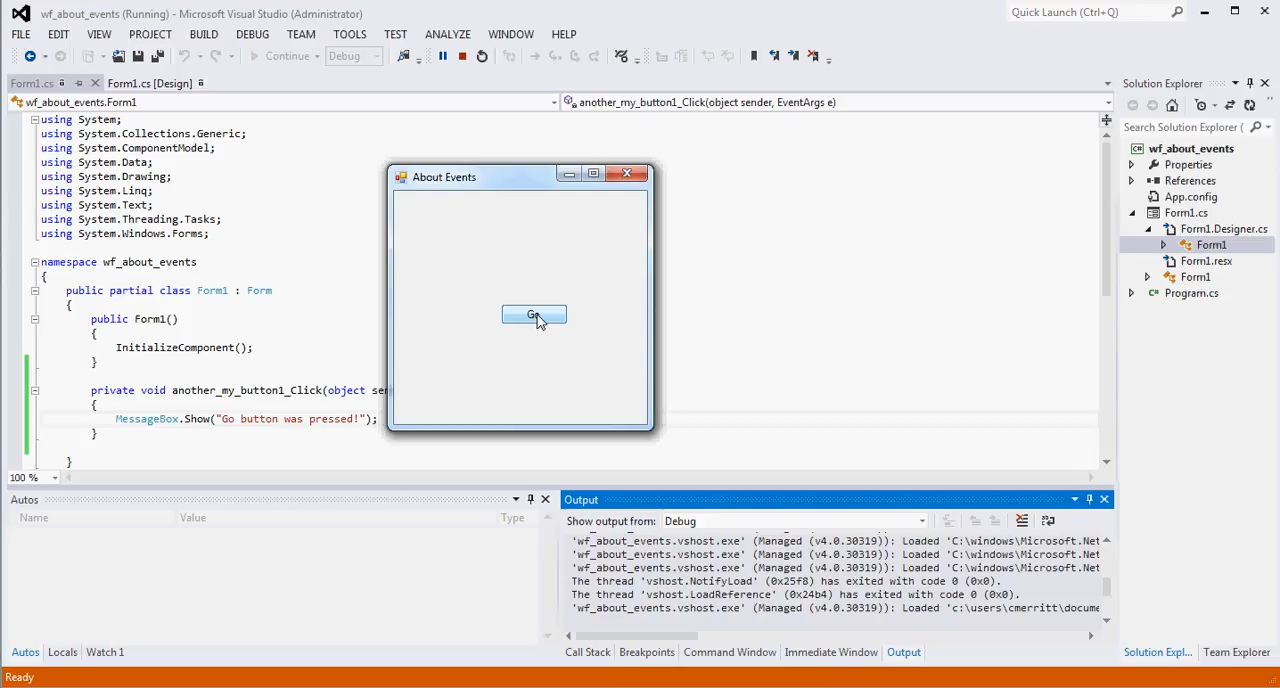 wf_about_events (Running) - Microsoft Visual Studio (Administrator)
Quick Launch (Ctrl+Q)
FILE EDIT VIEW PROJECT BUILD DEBUG TEAM TOOLS TEST ANALYZE WINDOW HELP
Continue Debug
Form1.cs Form1.cs [Design]
wf_about_events.Form1
another_my_button1_Click(object sender, EventArgs e)
using System;
using System.Collections.Generic;
using System.ComponentModel;
using System.Data;
using System.Drawing;
using System.Linq;
using System.Text;
using System.Threading.Tasks;
using System.Windows.Forms;
namespace wf_about_events
{
public partial class Form1 : Form
{
public Form1()
{
InitializeComponent();
}
private void another_my_button1_Click(object
{
MessageBox.Show("Go button was pressed!");
}
}
100 %
About Events
Go
Solution Explorer
Search Solution Explorer (
wf_about_events
Properties
References
App.config
Form1.cs
Form1.Designer.cs
Form1
Form1.resx
Form1
Program.cs
Autos
Name Value Type
Output
Show output from: Debug
'wf_about_events.vshost.exe' (Managed (v4.0.30319)): Loaded 'C:\windows\Microsoft.Net
'wf_about_events.vshost.exe' (Managed (v4.0.30319)): Loaded 'C:\windows\Microsoft.Net
'wf_about_events.vshost.exe' (Managed (v4.0.30319)): Loaded 'C:\windows\Microsoft.Net
The thread 'vshost.NotifyLoad' (0x25f8) has exited with code 0 (0x0).
The thread 'vshost.LoadReference' (0x24b4) has exited with code 0 (0x0).
'wf_about_events.vshost.exe' (Managed (v4.0.30319)): Loaded 'c:\users\cmerritt\docume
Autos Locals Watch 1
Call Stack Breakpoints Command Window Immediate Window Output
Solution Expl... Team Explorer
Ready